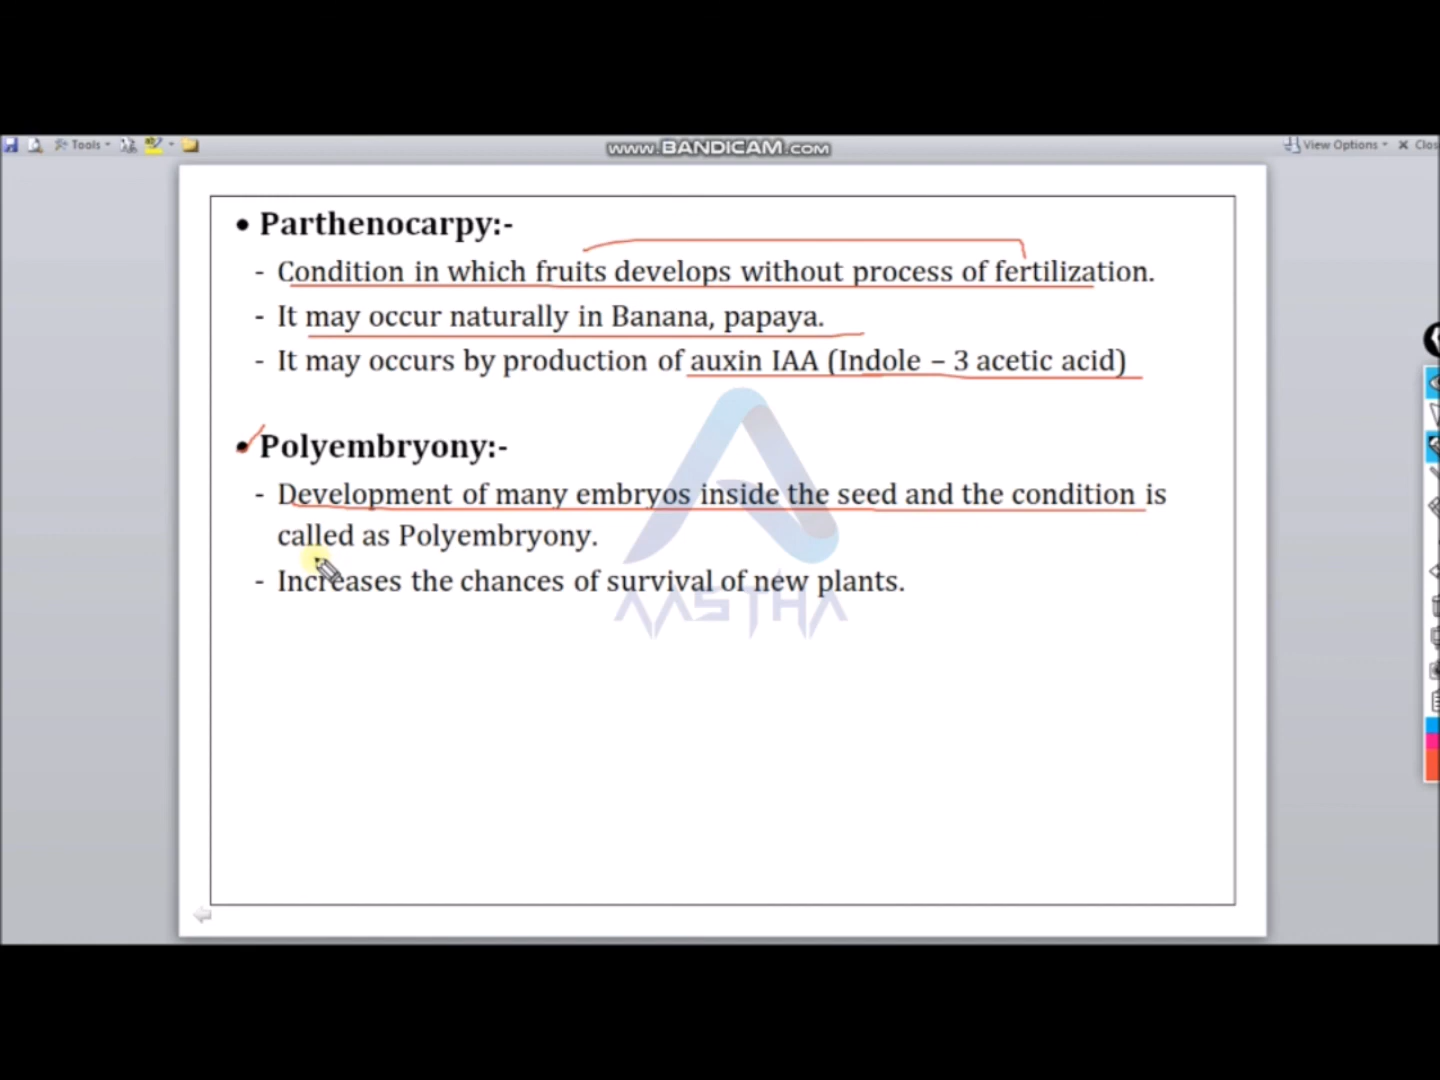 Tools
www.BANDICAM.com
View Options
Clos
• Parthenocarpy:-
- Condition in which fruits develops without process of fertilization.
- It may occur naturally in Banana, papaya.
- It may occurs by production of auxin IAA (Indole – 3 acetic acid)
• Polyembryony:-
- Development of many embryos inside the seed and the condition is
called as Polyembryony.
- Increases the chances of survival of new plants.
AASTHA